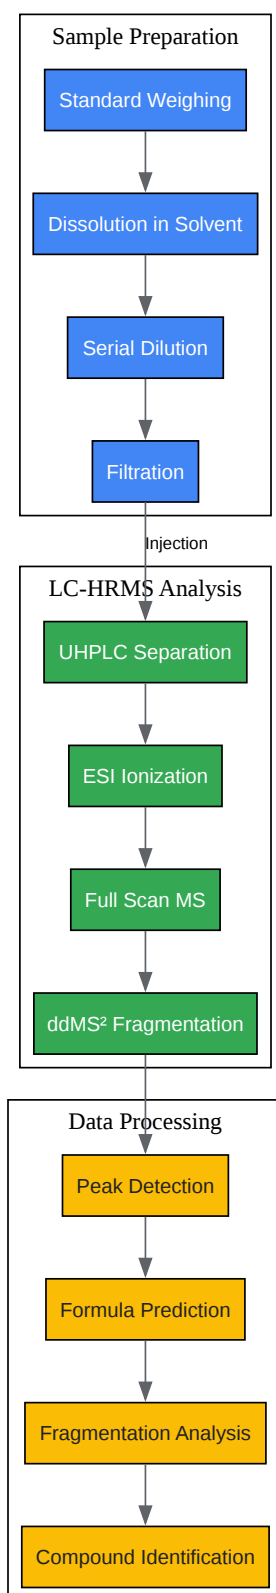 Sample Preparation
Standard Weighing
Dissolution in Solvent
Serial Dilution
Filtration
Injection
LC-HRMS Analysis
UHPLC Separation
ESI Ionization
Full Scan MS
ddMS² Fragmentation
Data Processing
Peak Detection
Formula Prediction
Fragmentation Analysis
Compound Identification